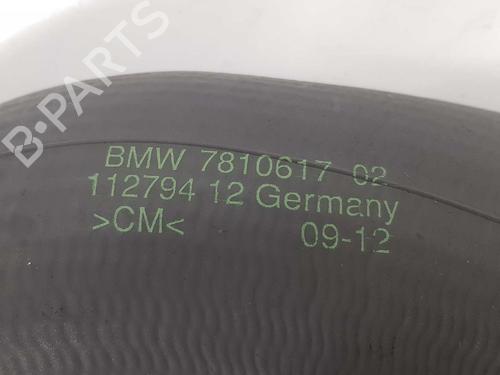 B-PARTS
BMW 7810617 02
112794 12 Germany
>CM< 09-12